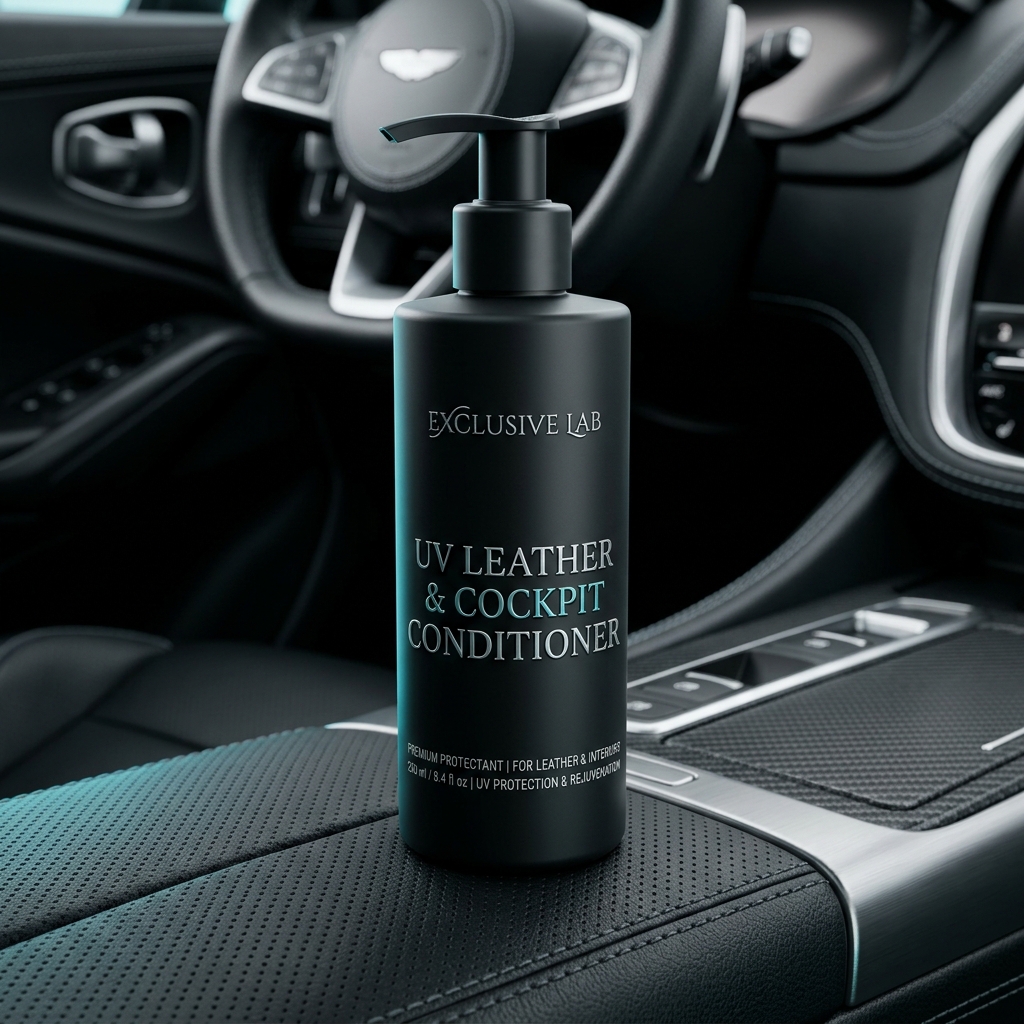 EXCLUSIVE LAB
UV LEATHER
& COCKPIT
CONDITIONER
PREMIUM PROTECTANT | FOR LEATHER & INTERIURS
250 ml / 8.4 fl oz | UV PROTECTION & REJUVENATION